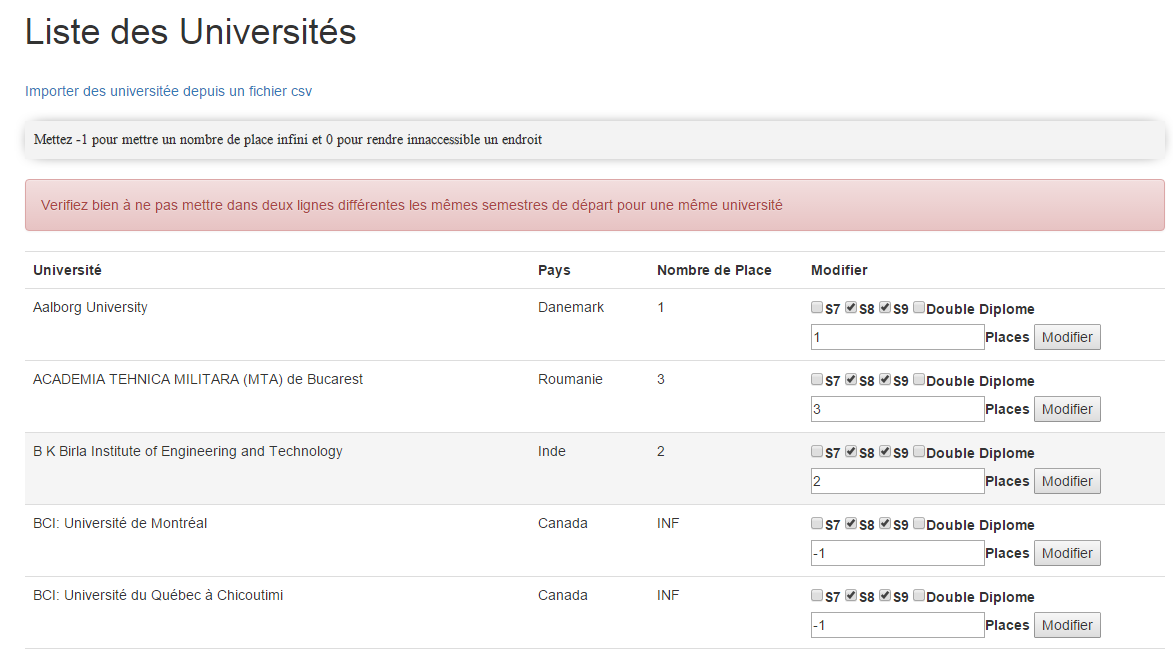 Liste des Universités
Importer des universitée depuis un fichier csv
Mettez -1 pour mettre un nombre de place infini et 0 pour rendre innaccessible un endroit
Verifiez bien à ne pas mettre dans deux lignes différentes les mêmes semestres de départ pour une même université
Université Pays Nombre de Place Modifier
Aalborg University Danemark 1 S7 S8 S9 Double Diplome
1 Places Modifier
ACADEMIA TEHNICA MILITARA (MTA) de Bucarest Roumanie 3 S7 S8 S9 Double Diplome
3 Places Modifier
B K Birla Institute of Engineering and Technology Inde 2 S7 S8 S9 Double Diplome
2 Places Modifier
BCI: Université de Montréal Canada INF S7 S8 S9 Double Diplome
-1 Places Modifier
BCI: Université du Québec à Chicoutimi Canada INF S7 S8 S9 Double Diplome
-1 Places Modifier